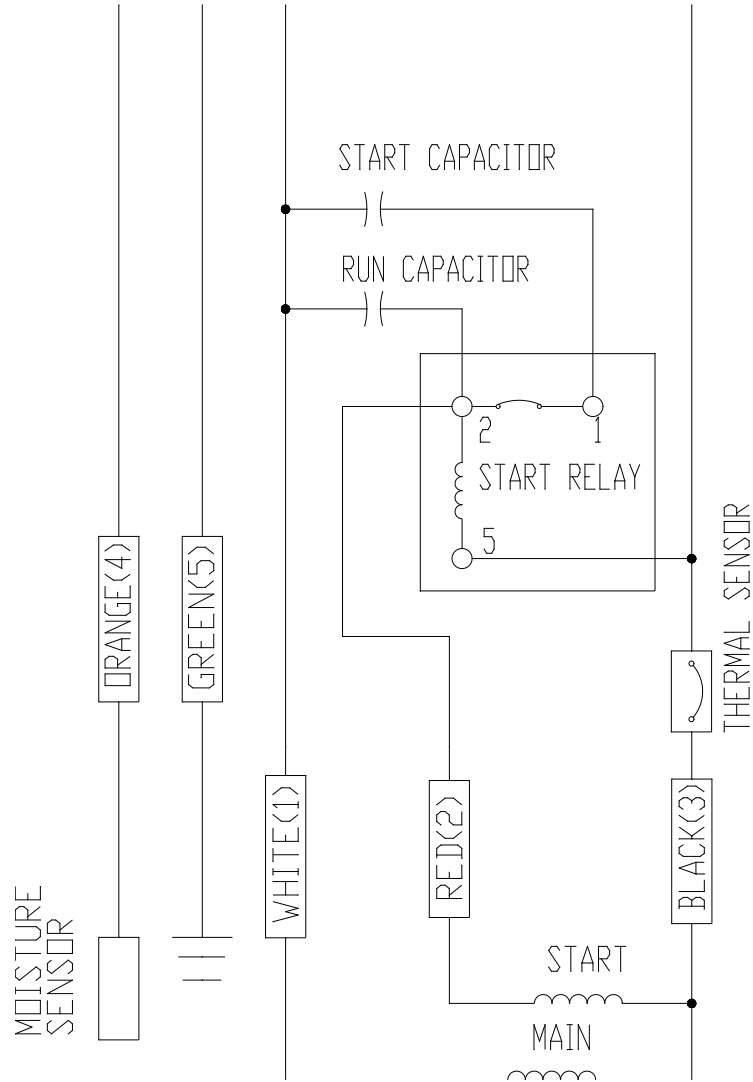 START CAPACITOR
RUN CAPACITOR
2
1
START RELAY
5
THERMAL SENSOR
ORANGE(4)
GREEN(5)
WHITE(1)
RED(2)
BLACK(3)
MOISTURE
SENSOR
START
MAIN